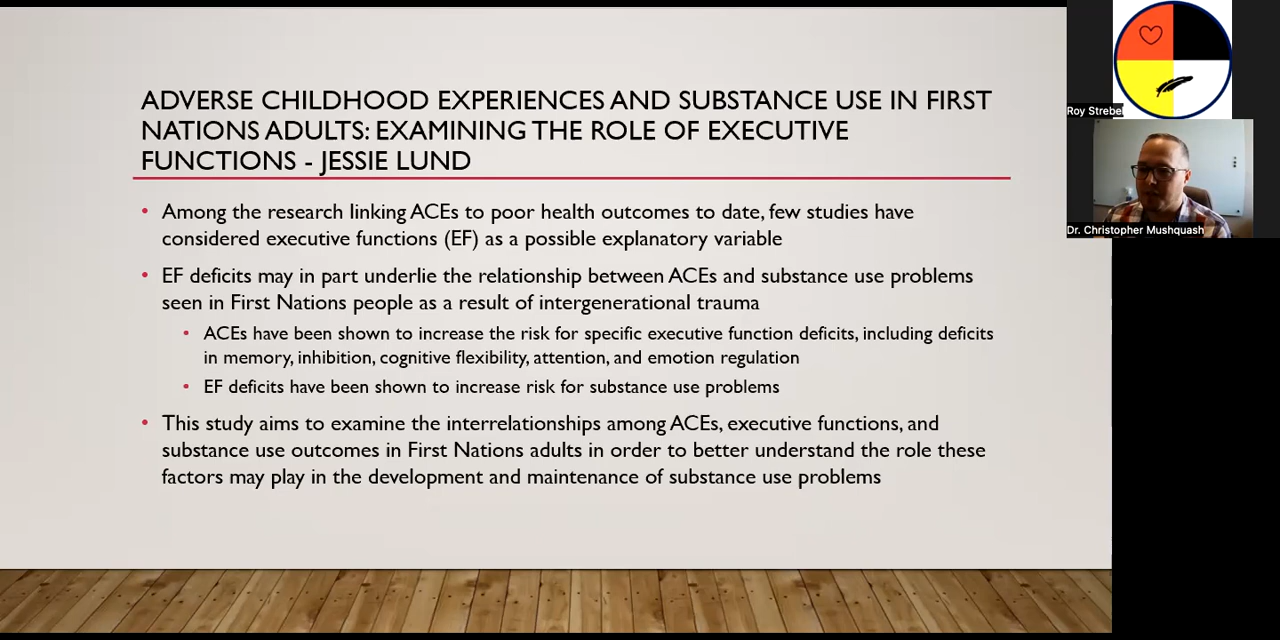 ADVERSE CHILDHOOD EXPERIENCES AND SUBSTANCE USE IN FIRST
NATIONS ADULTS: EXAMINING THE ROLE OF EXECUTIVE
FUNCTIONS - JESSIE LUND
• Among the research linking ACEs to poor health outcomes to date, few studies have
considered executive functions (EF) as a possible explanatory variable
• EF deficits may in part underlie the relationship between ACEs and substance use problems
seen in First Nations people as a result of intergenerational trauma
• ACEs have been shown to increase the risk for specific executive function deficits, including deficits
in memory, inhibition, cognitive flexibility, attention, and emotion regulation
• EF deficits have been shown to increase risk for substance use problems
• This study aims to examine the interrelationships among ACEs, executive functions, and
substance use outcomes in First Nations adults in order to better understand the role these
factors may play in the development and maintenance of substance use problems
Roy Strebel
Dr. Christopher Mushquash